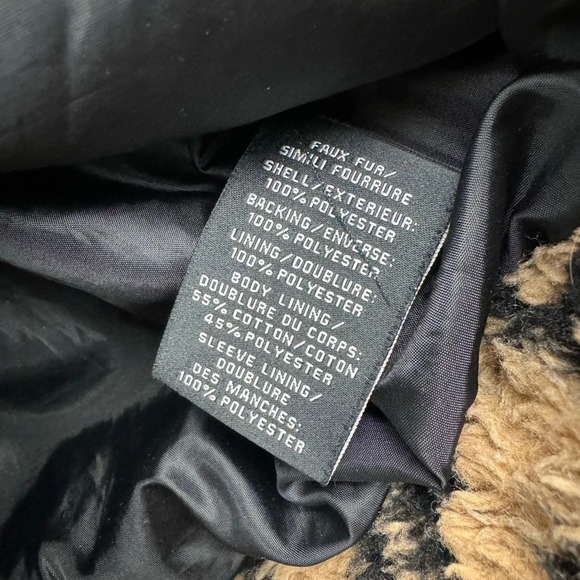 FAUX FUR/
SIMILI FOURRURE
SHELL/EXTERIEUR:
100% POLYESTER
BACKING/ENVERSE:
100% POLYESTER
LINING/DOUBLURE:
100% POLYESTER
BODY LINING/
DOUBLURE DU CORPS:
55% COTTON/COTON
45% POLYESTER
SLEEVE LINING/
DOUBLURE
DES MANCHES:
100% POLYESTER